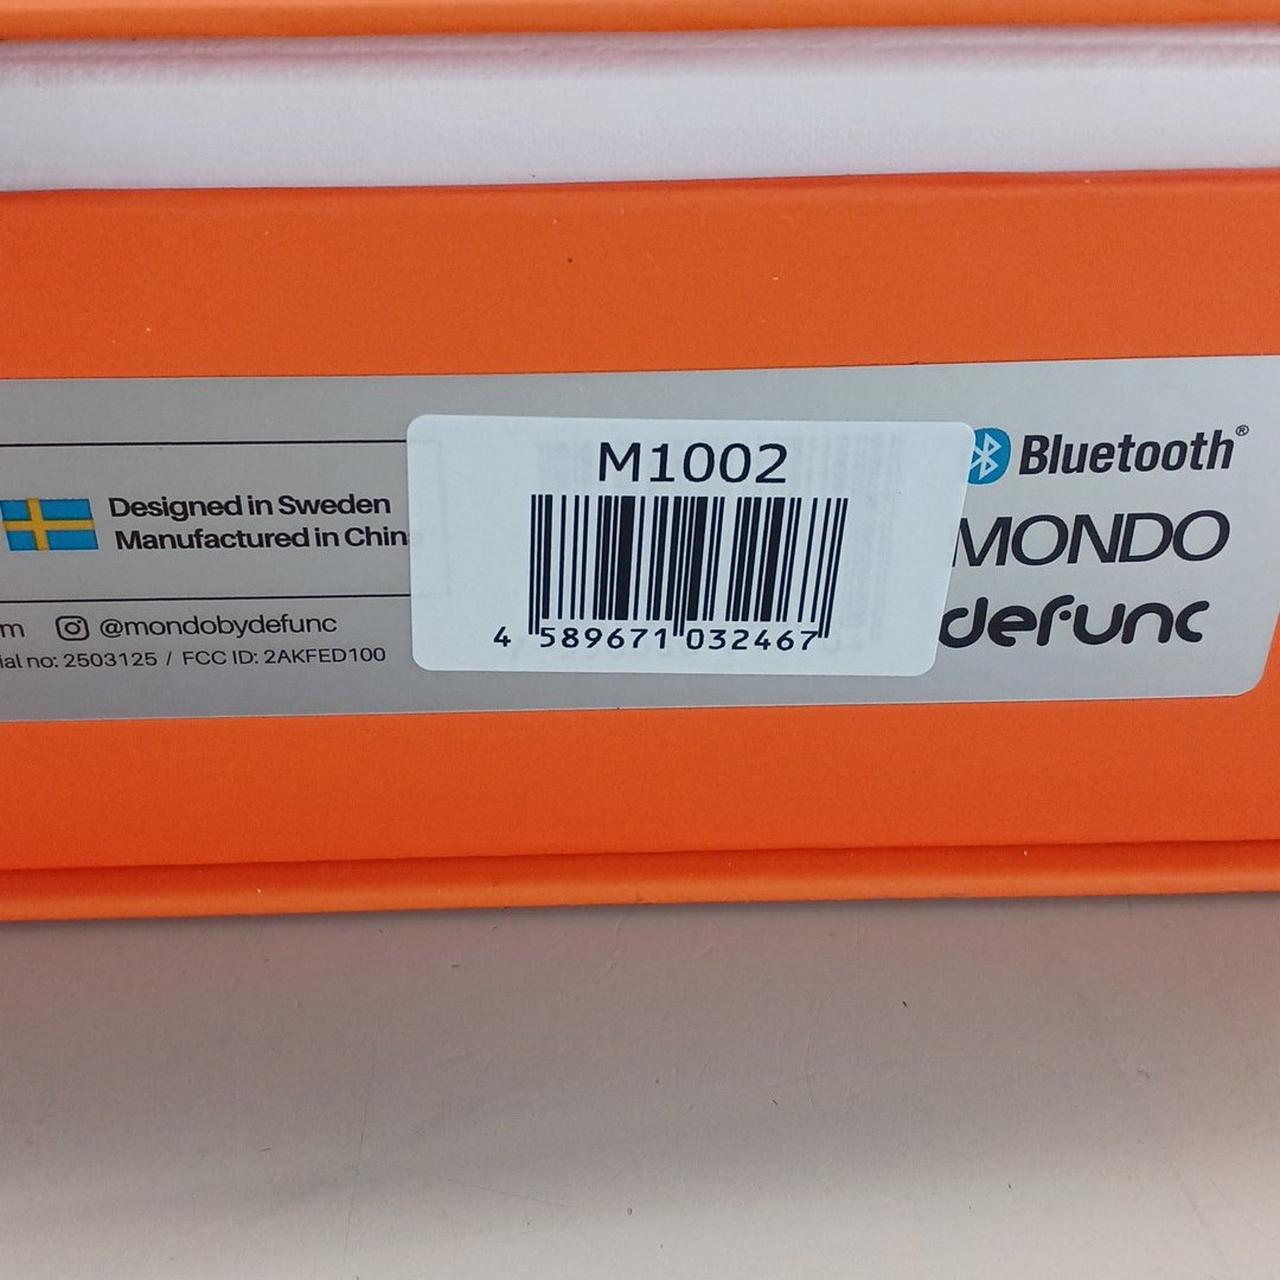 M1002
4 589671 032467
Designed in Sweden
Manufactured in Chin
m @mondobydefunc
ial no: 2503125 / FCC ID: 2AKFED100
Bluetooth®
MONDO
defunc